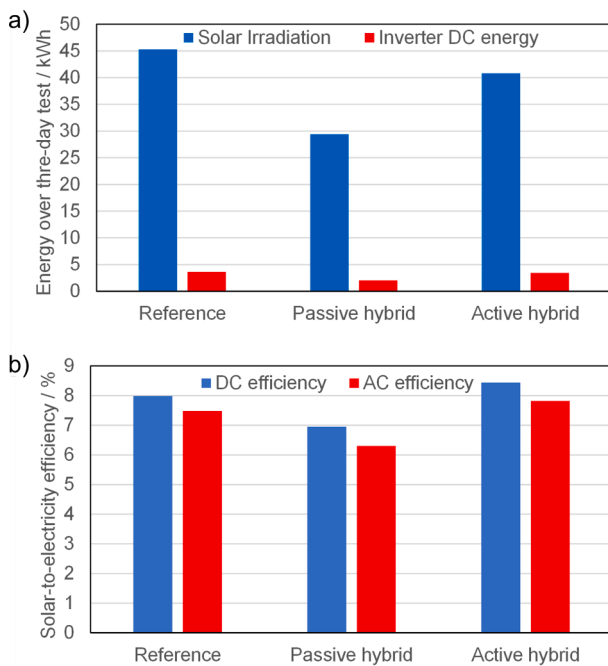 a)
Energy over thre-day test / kWh
50
45
40
35
30
25
20
15
10
5
0
Solar Irradiation Inverter DC energy
Reference Passive hybrid Active hybrid
b)
Solar-to-electricity efficiency / %
9
8
7
6
5
4
3
2
1
0
DC efficiency AC efficiency
Reference Passive hybrid Active hybrid